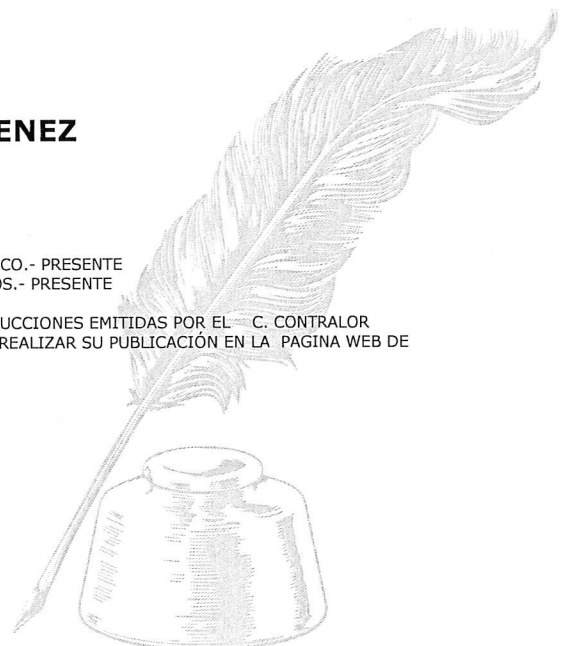 ENEZ
CO.- PRESENTE
OS.- PRESENTE
UCCIONES EMITIDAS POR EL C. CONTRALOR
REALIZAR SU PUBLICACIÓN EN LA PAGINA WEB DE